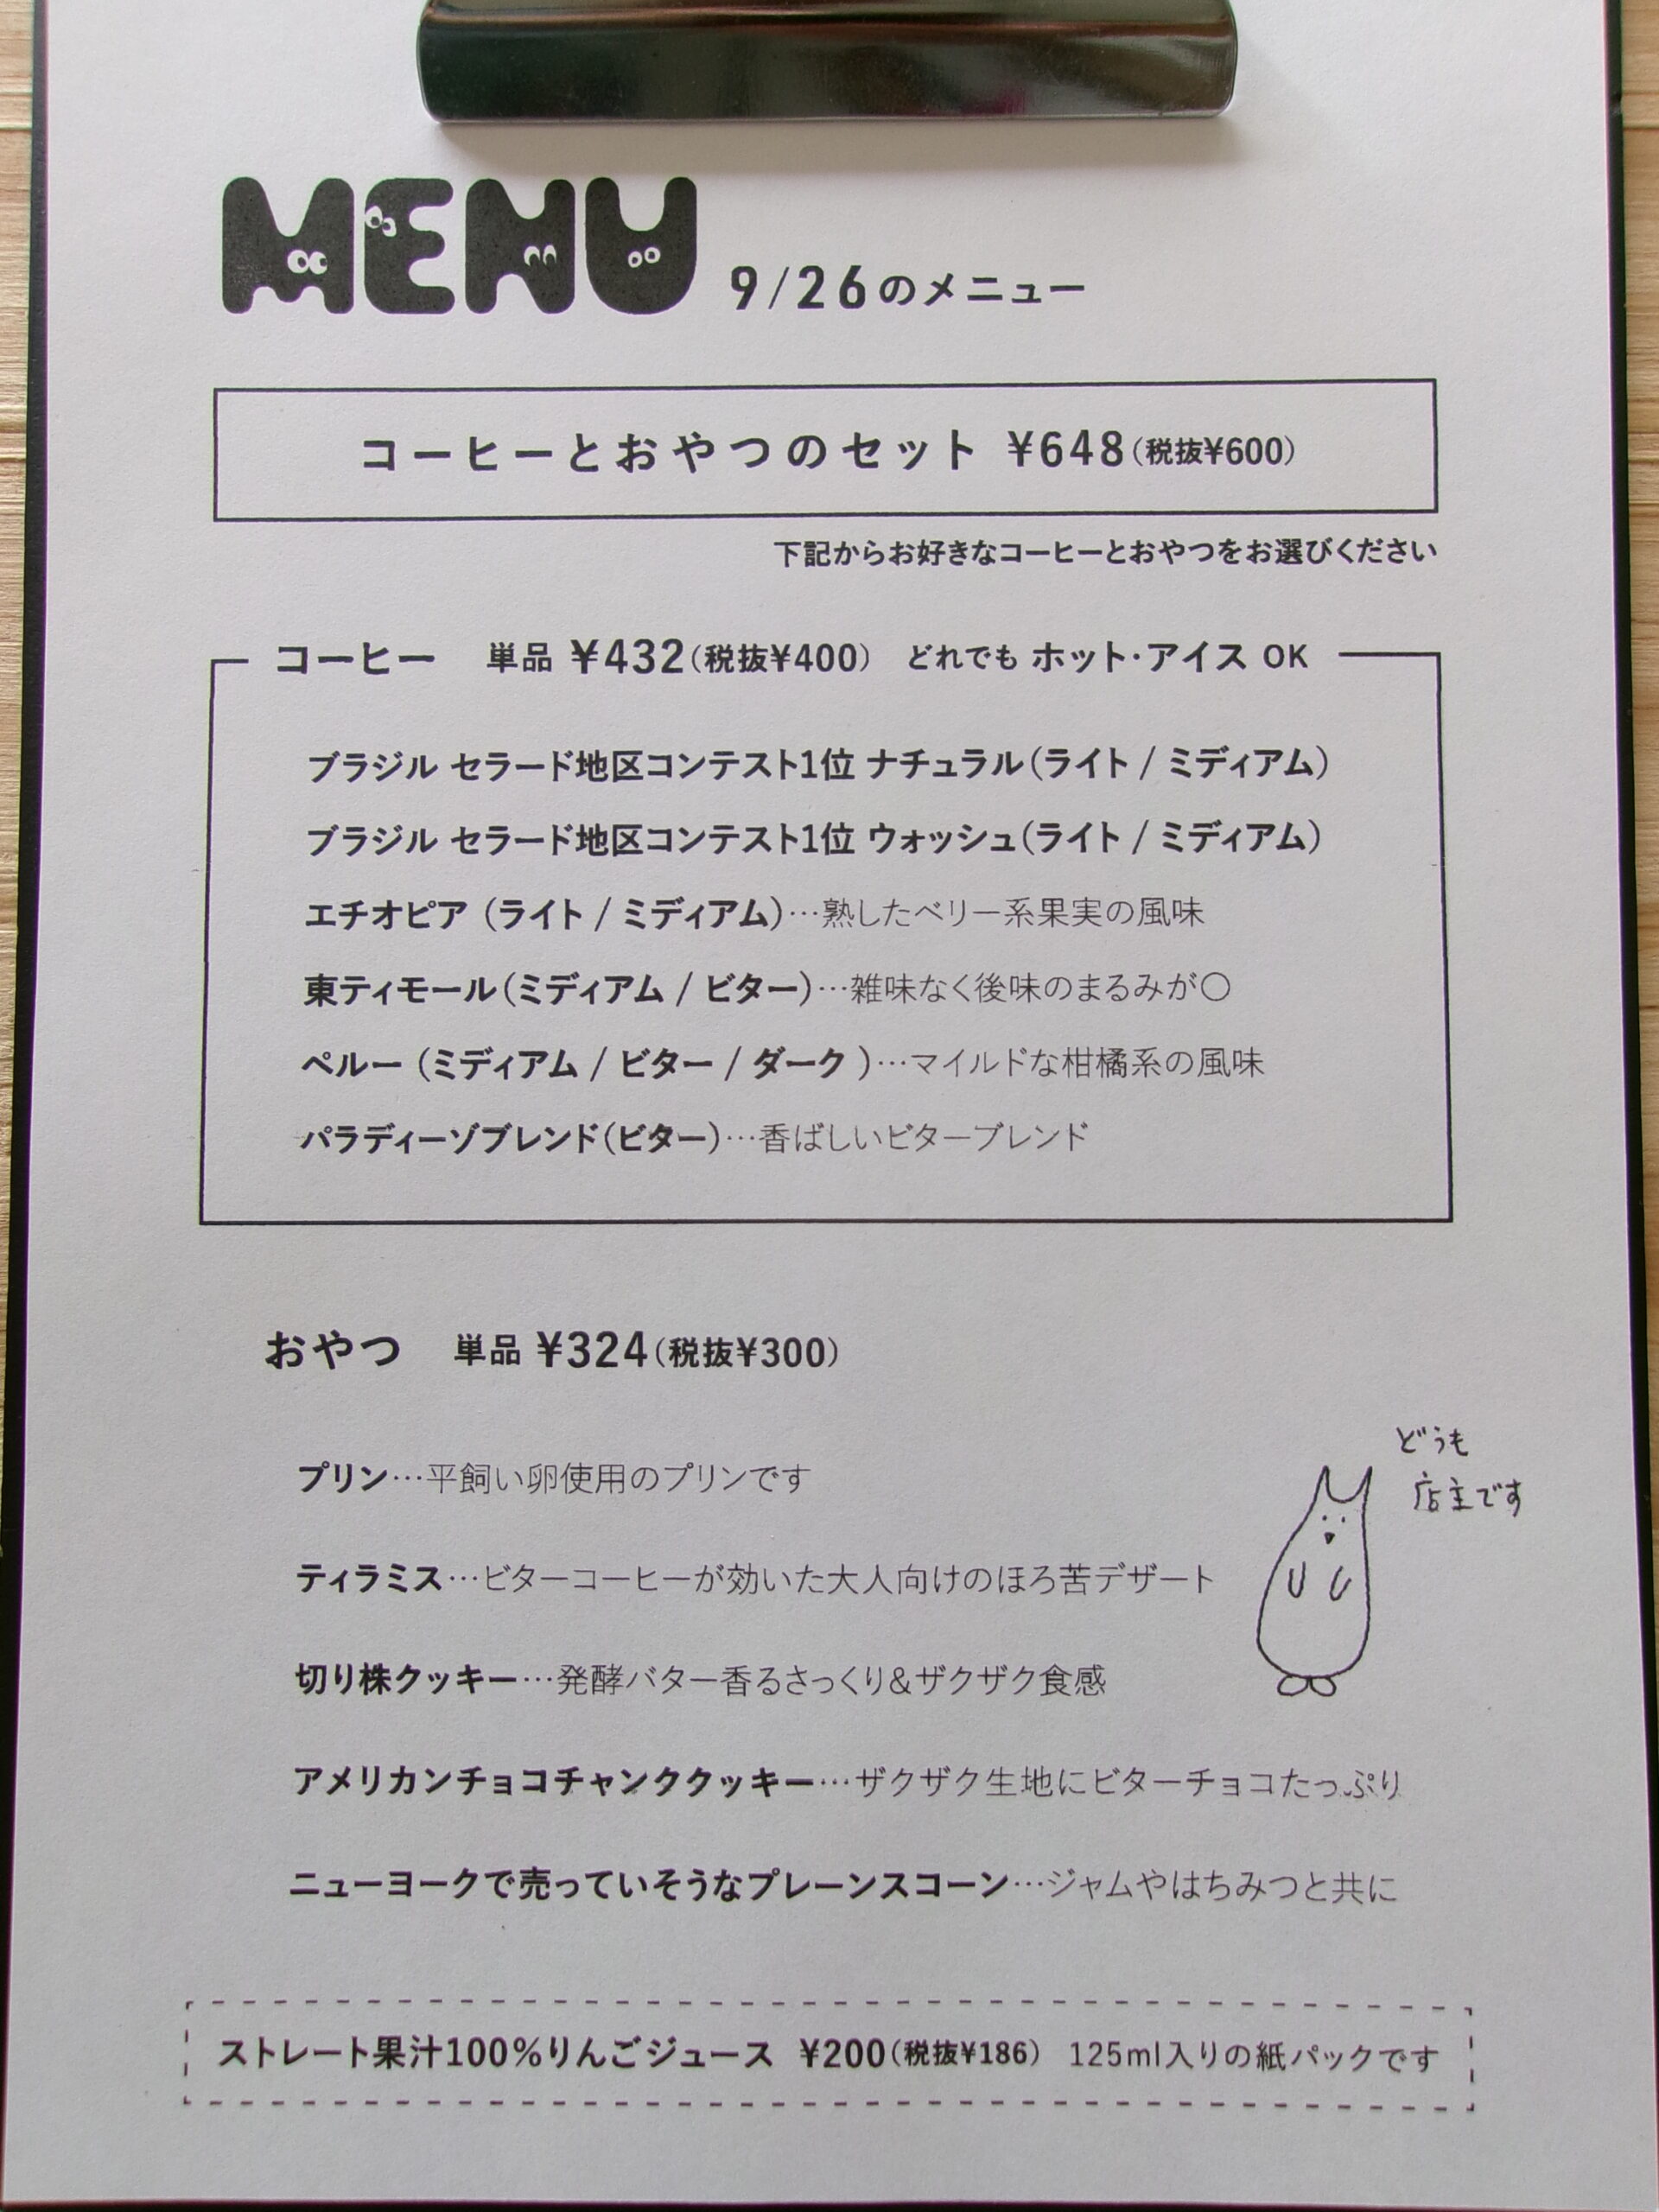 MENU 9/26のメニュー
コーヒーとおやつのセット ¥648(税抜¥600)
下記からお好きなコーヒーとおやつをお選びください
コーヒー 単品 ¥432(税抜¥400) どれでも ホット・アイス OK
ブラジル セラード地区コンテスト1位 ナチュラル(ライト / ミディアム)
ブラジル セラード地区コンテスト1位 ウォッシュ(ライト / ミディアム)
エチオピア (ライト / ミディアム)…熟したベリー系果実の風味
東ティモール(ミディアム / ビター)…雑味なく後味のまるみが○
ペルー (ミディアム / ビター / ダーク )…マイルドな柑橘系の風味
パラディーゾブレンド(ビター)…香ばしいビターブレンド
おやつ 単品 ¥324(税抜¥300)
プリン…平飼い卵使用のプリンです
どうも
店主です
ティラミス…ビターコーヒーが効いた大人向けのほろ苦デザート
切り株クッキー…発酵バター香るさっくり&ザクザク食感
アメリカンチョコチャンククッキー…ザクザク生地にビターチョコたっぷり
ニューヨークで売っていそうなプレーンスコーン…ジャムやはちみつと共に
ストレート果汁100%りんごジュース ¥200(税抜¥186) 125ml入りの紙パックです